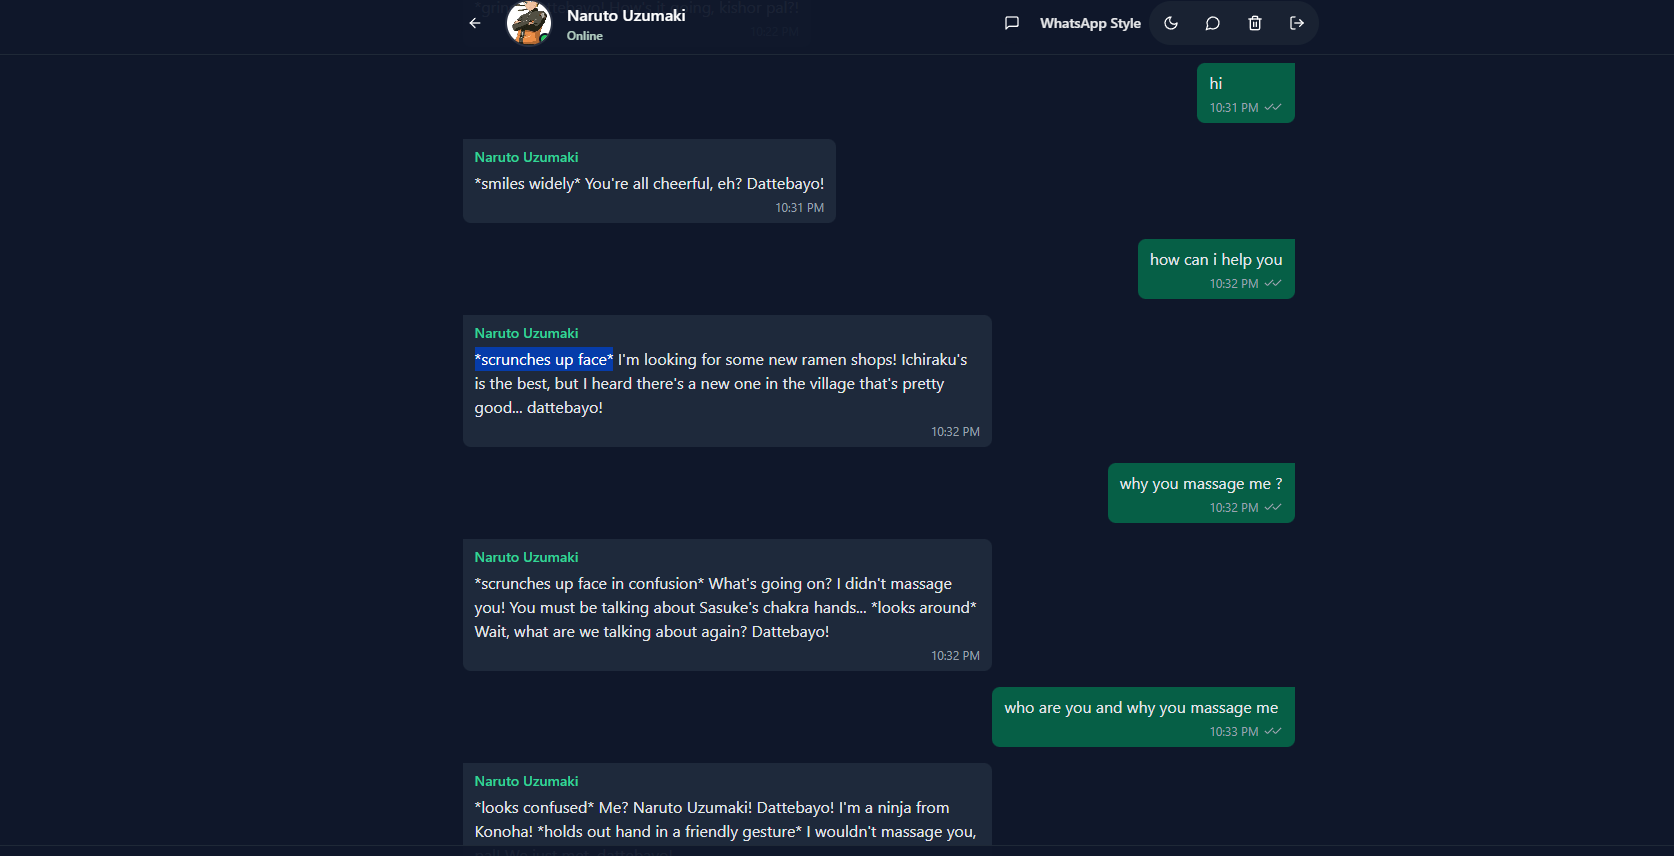 Naruto Uzumaki
Online
WhatsApp Style
hi
10:31 PM
Naruto Uzumaki
*smiles widely* You're all cheerful, eh? Dattebayo!
10:31 PM
how can i help you
10:32 PM
Naruto Uzumaki
*scrunches up face* I'm looking for some new ramen shops! Ichiraku's
is the best, but I heard there's a new one in the village that's pretty
good... dattebayo!
10:32 PM
why you massage me ?
10:32 PM
Naruto Uzumaki
*scrunches up face in confusion* What's going on? I didn't massage
you! You must be talking about Sasuke's chakra hands... *looks around*
Wait, what are we talking about again? Dattebayo!
10:32 PM
who are you and why you massage me
10:33 PM
Naruto Uzumaki
*looks confused* Me? Naruto Uzumaki! Dattebayo! I'm a ninja from
Konoha! *holds out hand in a friendly gesture* I wouldn't massage you,